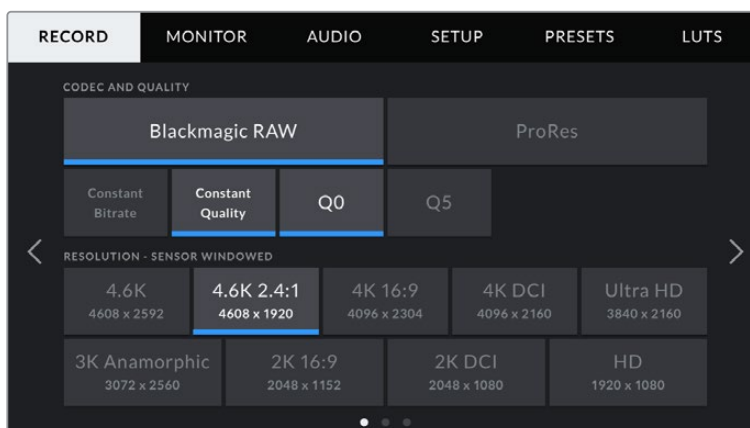 RECORD MONITOR AUDIO SETUP PRESETS LUTS
CODEC AND QUALITY
Blackmagic RAW ProRes
Constant Bitrate Constant Quality Q0 Q5
RESOLUTION - SENSOR WINDOWED
4.6K 4.6K 2.4:1 4K 16:9 4K DCI Ultra HD
4608 x 2592 4608 x 1920 4096 x 2304 4096 x 2160 3840 x 2160
3K Anamorphic 2K 16:9 2K DCI HD
3072 x 2560 2048 x 1152 2048 x 1080 1920 x 1080